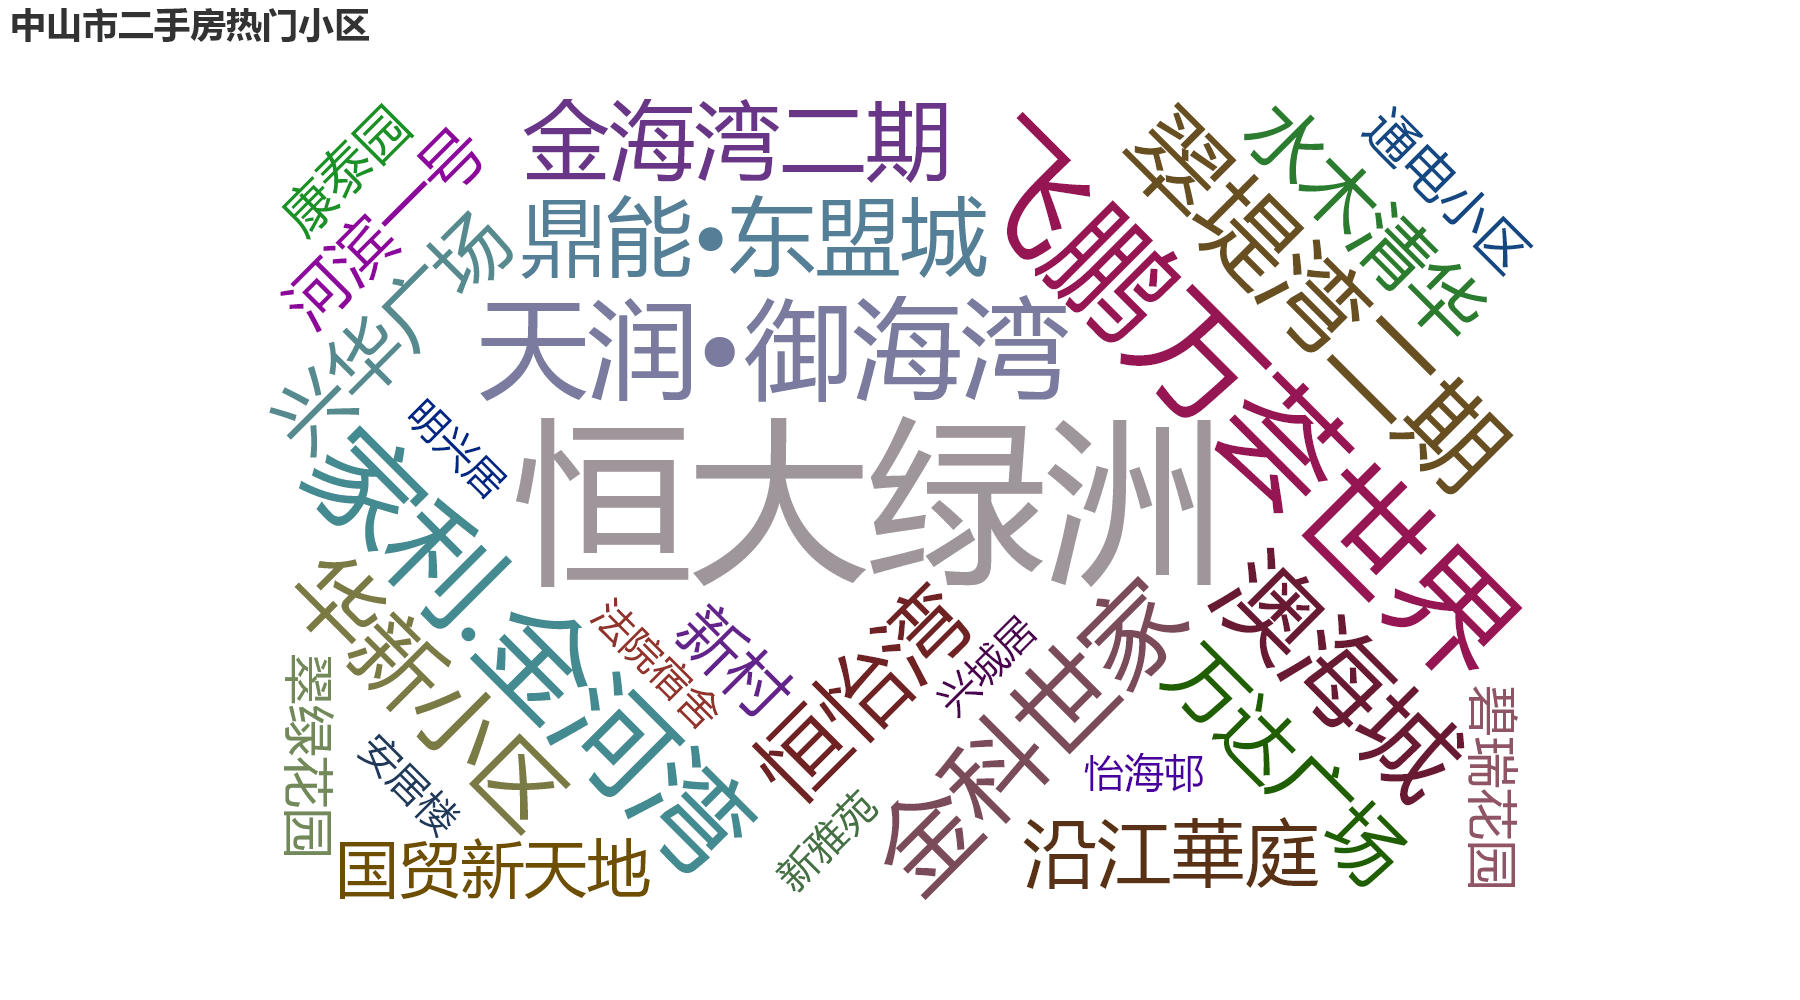 中山市二手房热门小区
康泰园
河滨一号
金海湾二期
飞鹏万荟世界
翠堤湾二期
水木清华
通电小区
兴华广场
鼎能•东盟城
天润•御海湾
明兴居
恒大绿洲
家利·金河湾
华新小区
法院宿舍
新村
恒怡湾
兴城居
金科世家
澳海城
万达广场
翠绿花园
碧瑞花园
安居楼
怡海邨
国贸新天地
新雅苑
沿江華庭